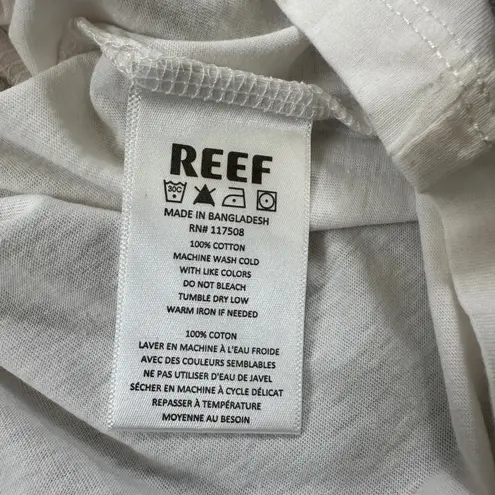 REEF
30C
MADE IN BANGLADESH
RN# 117508
100% COTTON
MACHINE WASH COLD
WITH LIKE COLORS
DO NOT BLEACH
TUMBLE DRY LOW
WARM IRON IF NEEDED
100% COTON
LAVER EN MACHINE À L'EAU FROIDE
AVEC DES COULEURS SEMBLABLES
NE PAS UTILISER D'EAU DE JAVEL
SÉCHER EN MACHINE À CYCLE DÉLICAT
REPASSER À TEMPÉRATURE
MOYENNE AU BESOIN